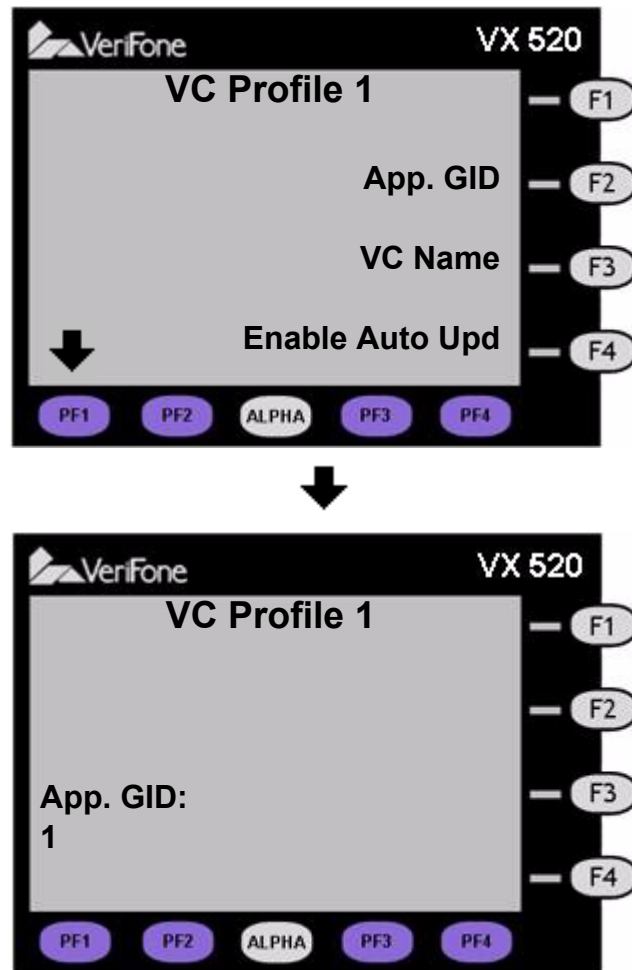 VeriFone VX 520
VC Profile 1
F1
App. GID F2
VC Name F3
Enable Auto Upd F4
PF1 PF2 ALPHA PF3 PF4
VeriFone VX 520
VC Profile 1
F1
F2
App. GID: F3
1
F4
PF1 PF2 ALPHA PF3 PF4